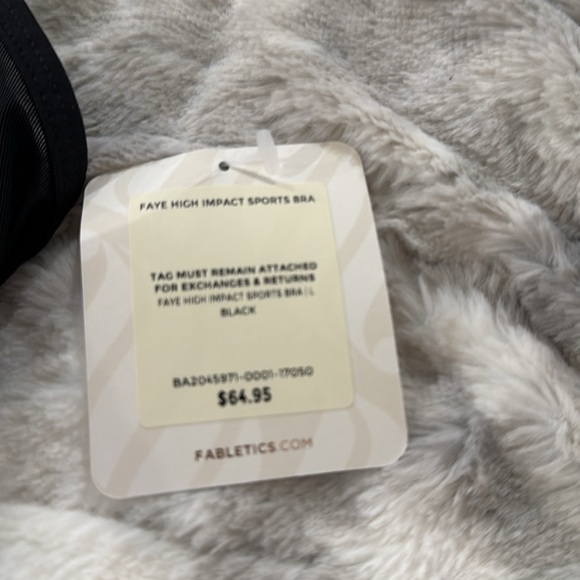 FAYE HIGH IMPACT SPORTS BRA
TAG MUST REMAIN ATTACHED
FOR EXCHANGES & RETURNS
FAYE HIGH IMPACT SPORTS BRA | L
BLACK
BA2045971-0001-17050
$64.95
FABLETICS.COM